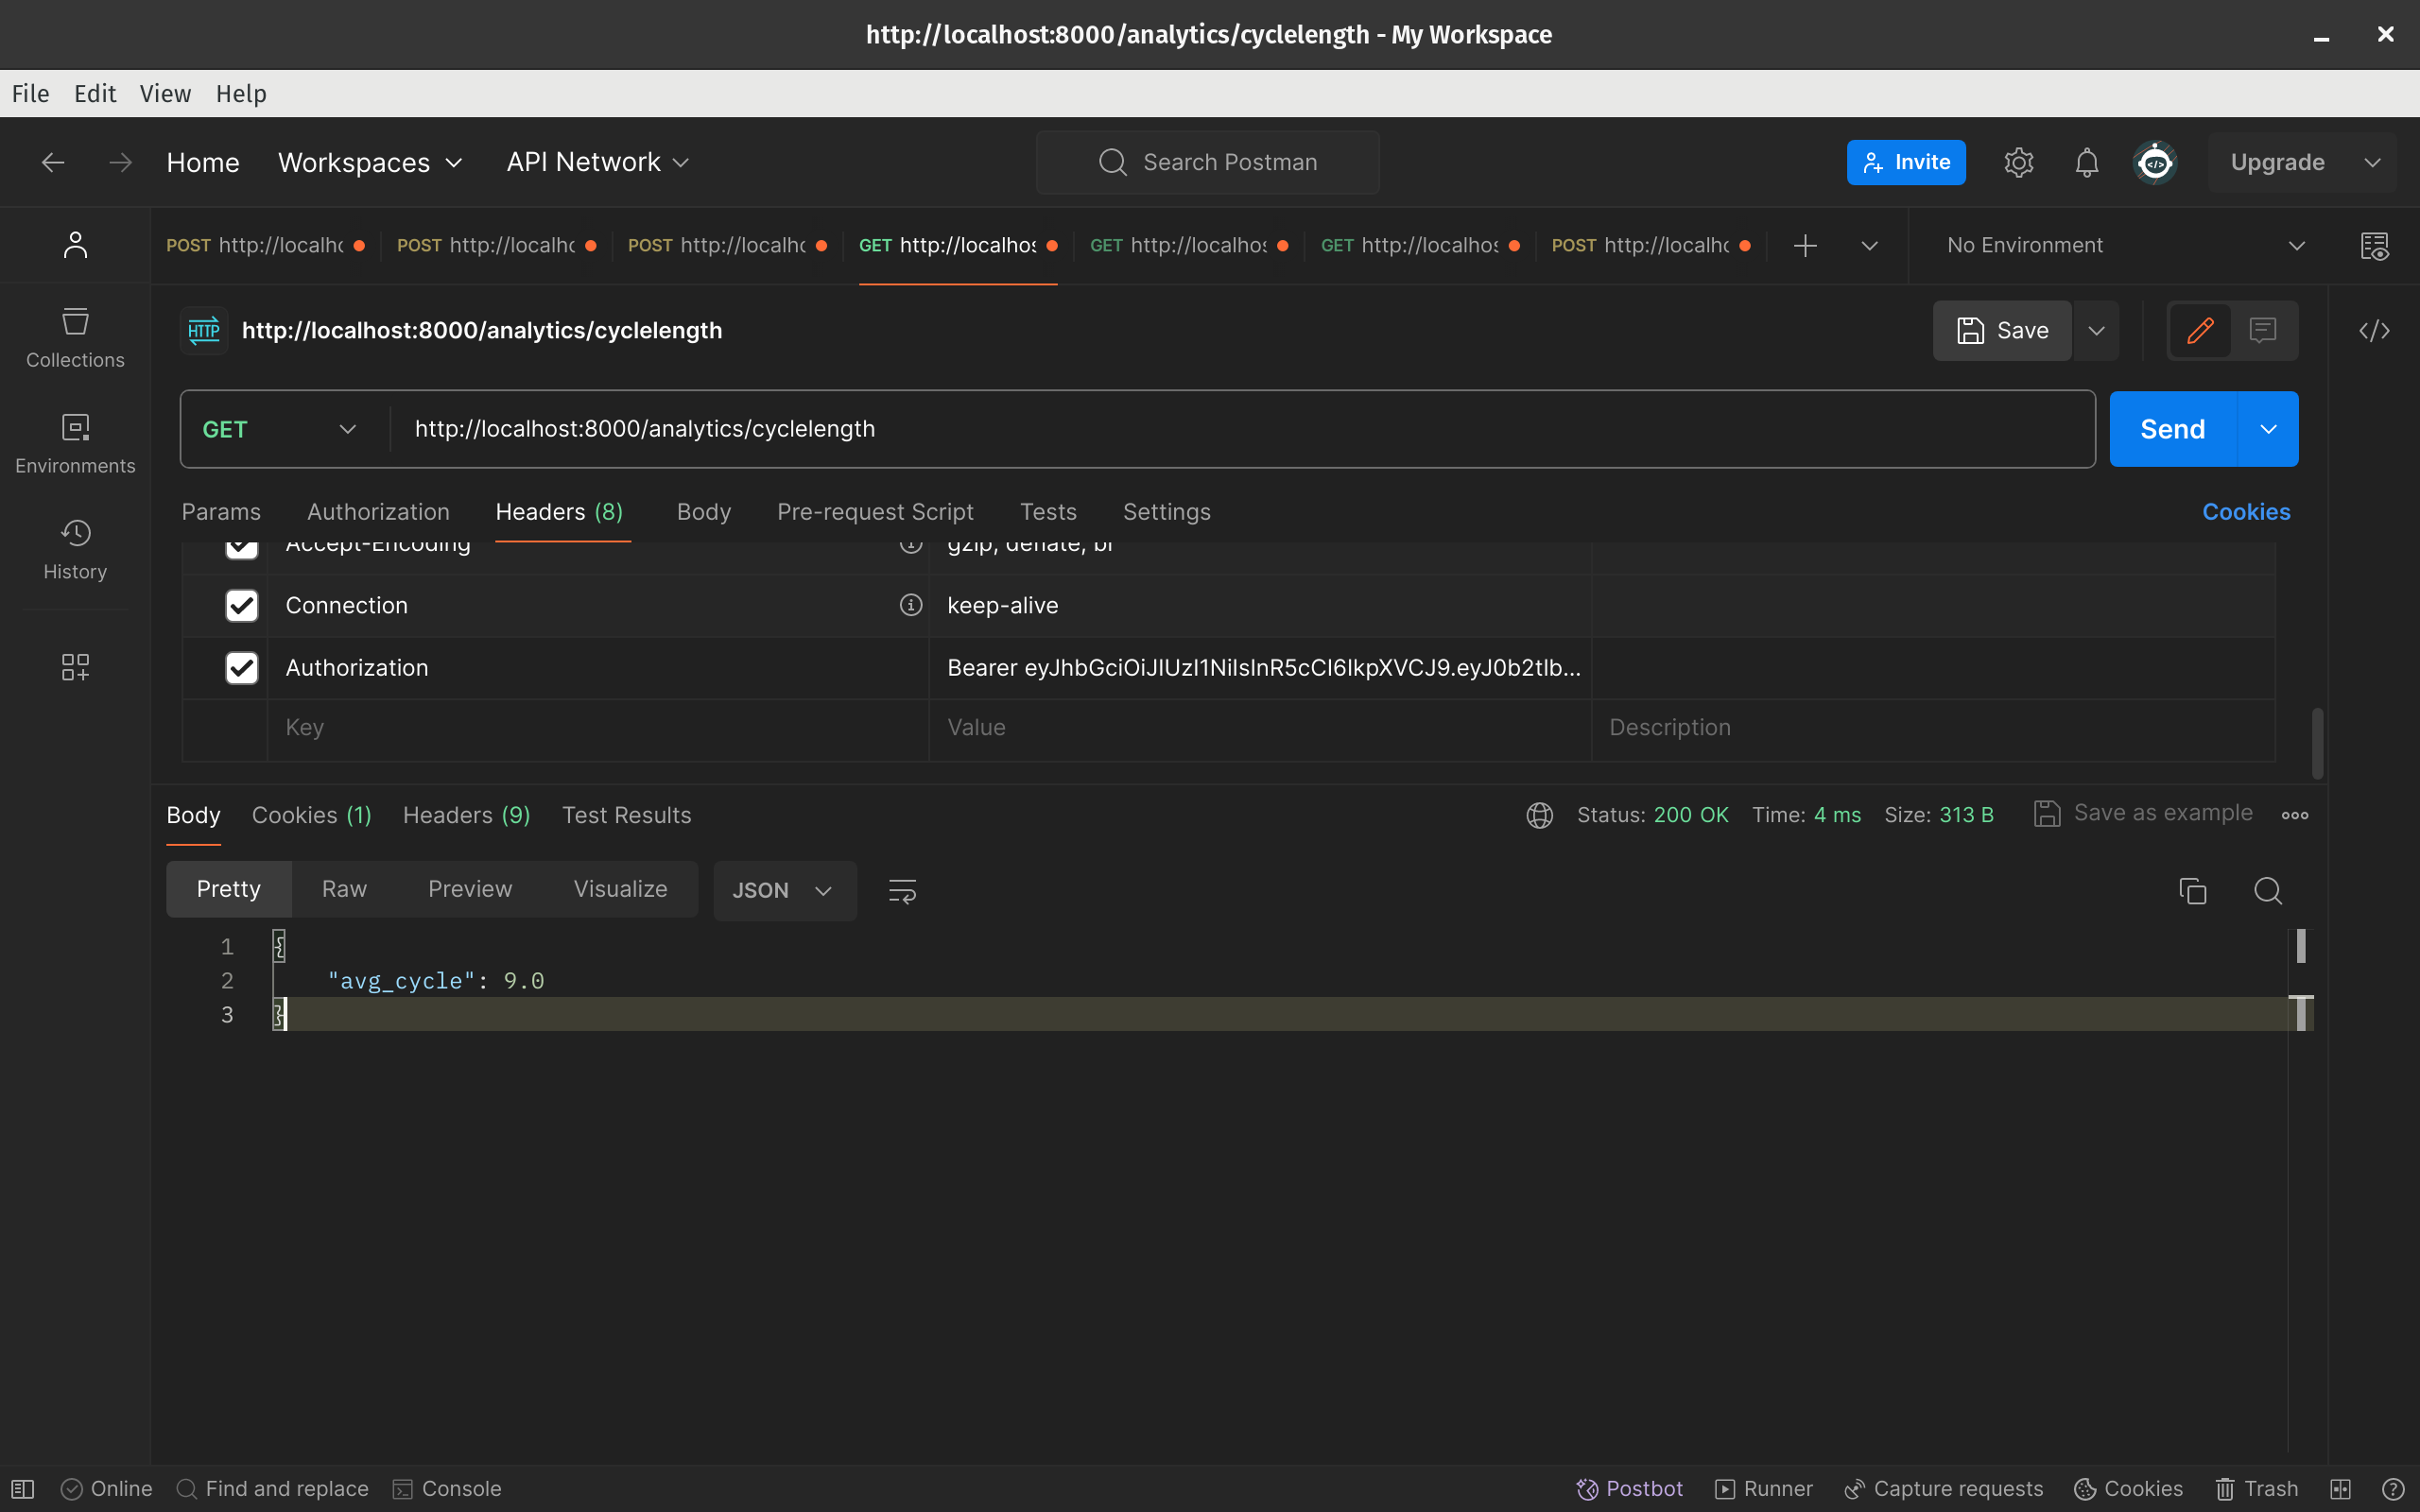 http://localhost:8000/analytics/cyclelength - My Workspace
File Edit View Help
Home Workspaces API Network Search Postman Invite Upgrade
POST http://localhc POST http://localhc POST http://localhc GET http://localhos GET http://localhos GET http://localhos POST http://localhc No Environment
HTTP http://localhost:8000/analytics/cyclelength Save
Collections
GET http://localhost:8000/analytics/cyclelength Send
Environments
Params Authorization Headers (8) Body Pre-request Script Tests Settings Cookies
Accept-Encoding gzip, deflate, br
History
Connection keep-alive
Authorization Bearer eyJhbGciOiJIUzI1NiIsInR5cCI6IkpXVCJ9.eyJ0b2tlb...
Key Value Description
Body Cookies (1) Headers (9) Test Results Status: 200 OK Time: 4 ms Size: 313 B Save as example
Pretty Raw Preview Visualize JSON
1 {
2 "avg_cycle": 9.0
3 }
Online Find and replace Console Postbot Runner Capture requests Cookies Trash